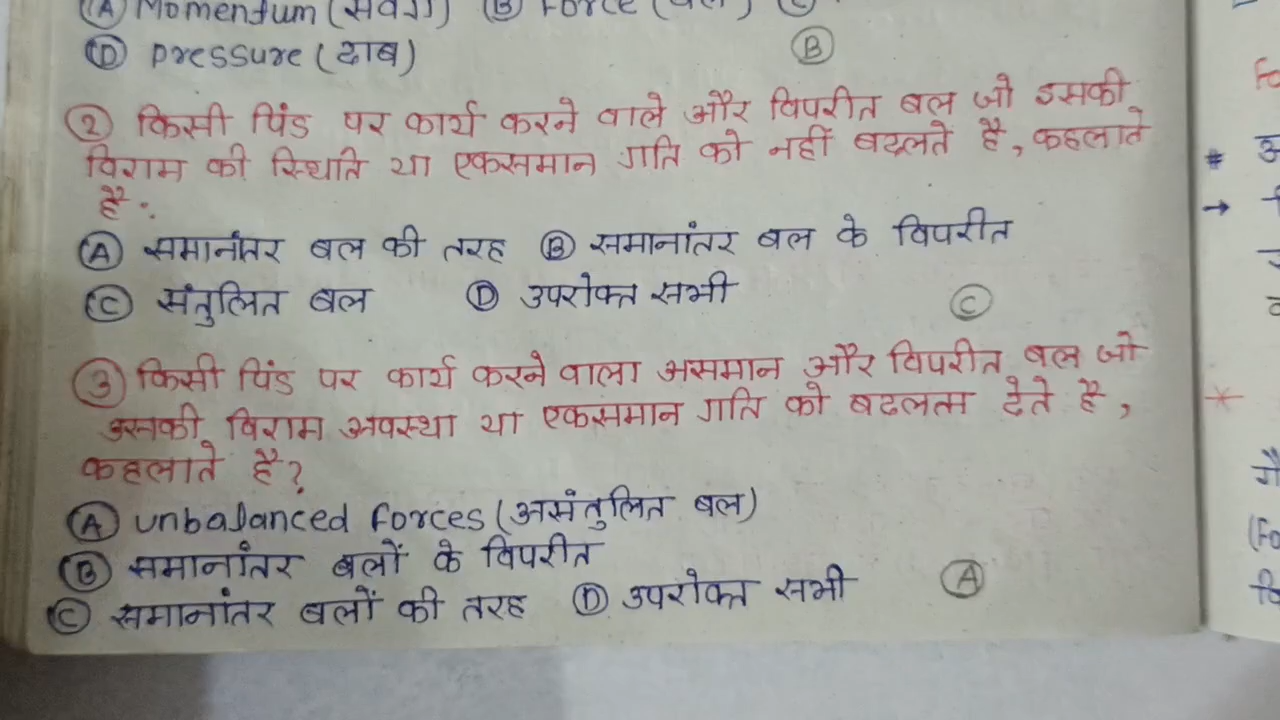 (A) Momentum (संवेग) (B) Force (बल) (C)
(D) pressure (दाब) (B)
(2) किसी पिंड पर कार्य करने वाले और विपरीत बल जो इसकी
विराम की स्थिति या एकसमान गति को नहीं बदलते है, कहलाते
है.
(A) समानांतर बल की तरह (B) समानांतर बल के विपरीत
(C) संतुलित बल (D) उपरोक्त सभी (C)
(3) किसी पिंड पर कार्य करने वाला असमान और विपरीत बल जो
उसकी विराम अवस्था या एकसमान गति को देते है,
कहलाते है?
(A) unbalanced forces (असंतुलित बल)
(B) समानांतर बलों के विपरीत
(C) समानांतर बलों की तरह (D) उपरोक्त सभी (A)